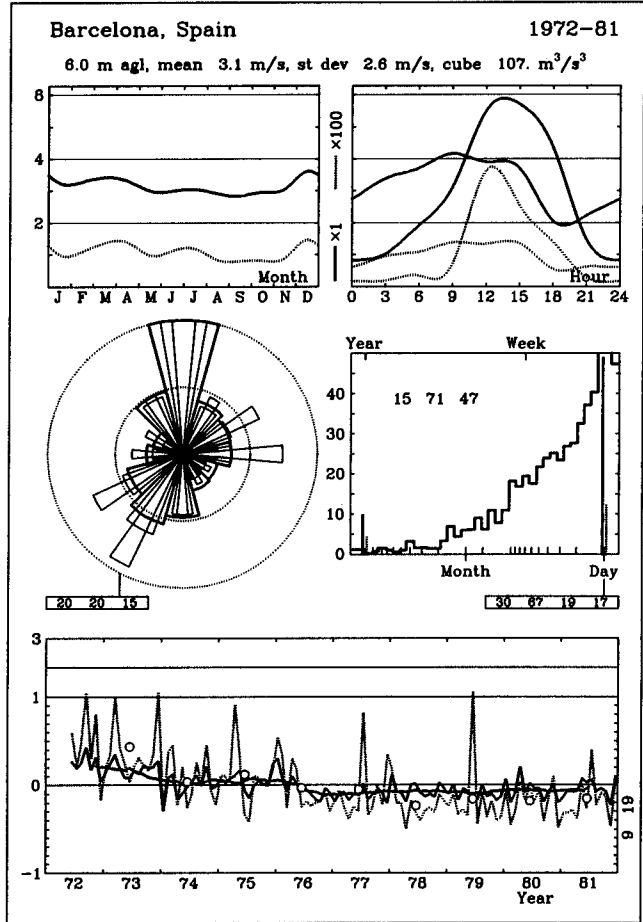 Barcelona, Spain 1972-81
6.0 m agl, mean 3.1 m/s, st dev 2.6 m/s, cube 107. m³/s³
8
4
2
Month
J F M A M J J A S O N D
×100
×1
Hour
0 3 6 9 12 15 18 21 24
Year Week
15 71 47
40
30
20
10
0
Month Day
20 20 15
30 67 19 17
3
1
0
-1
72 73 74 75 76 77 78 79 80 81
Year
9 19